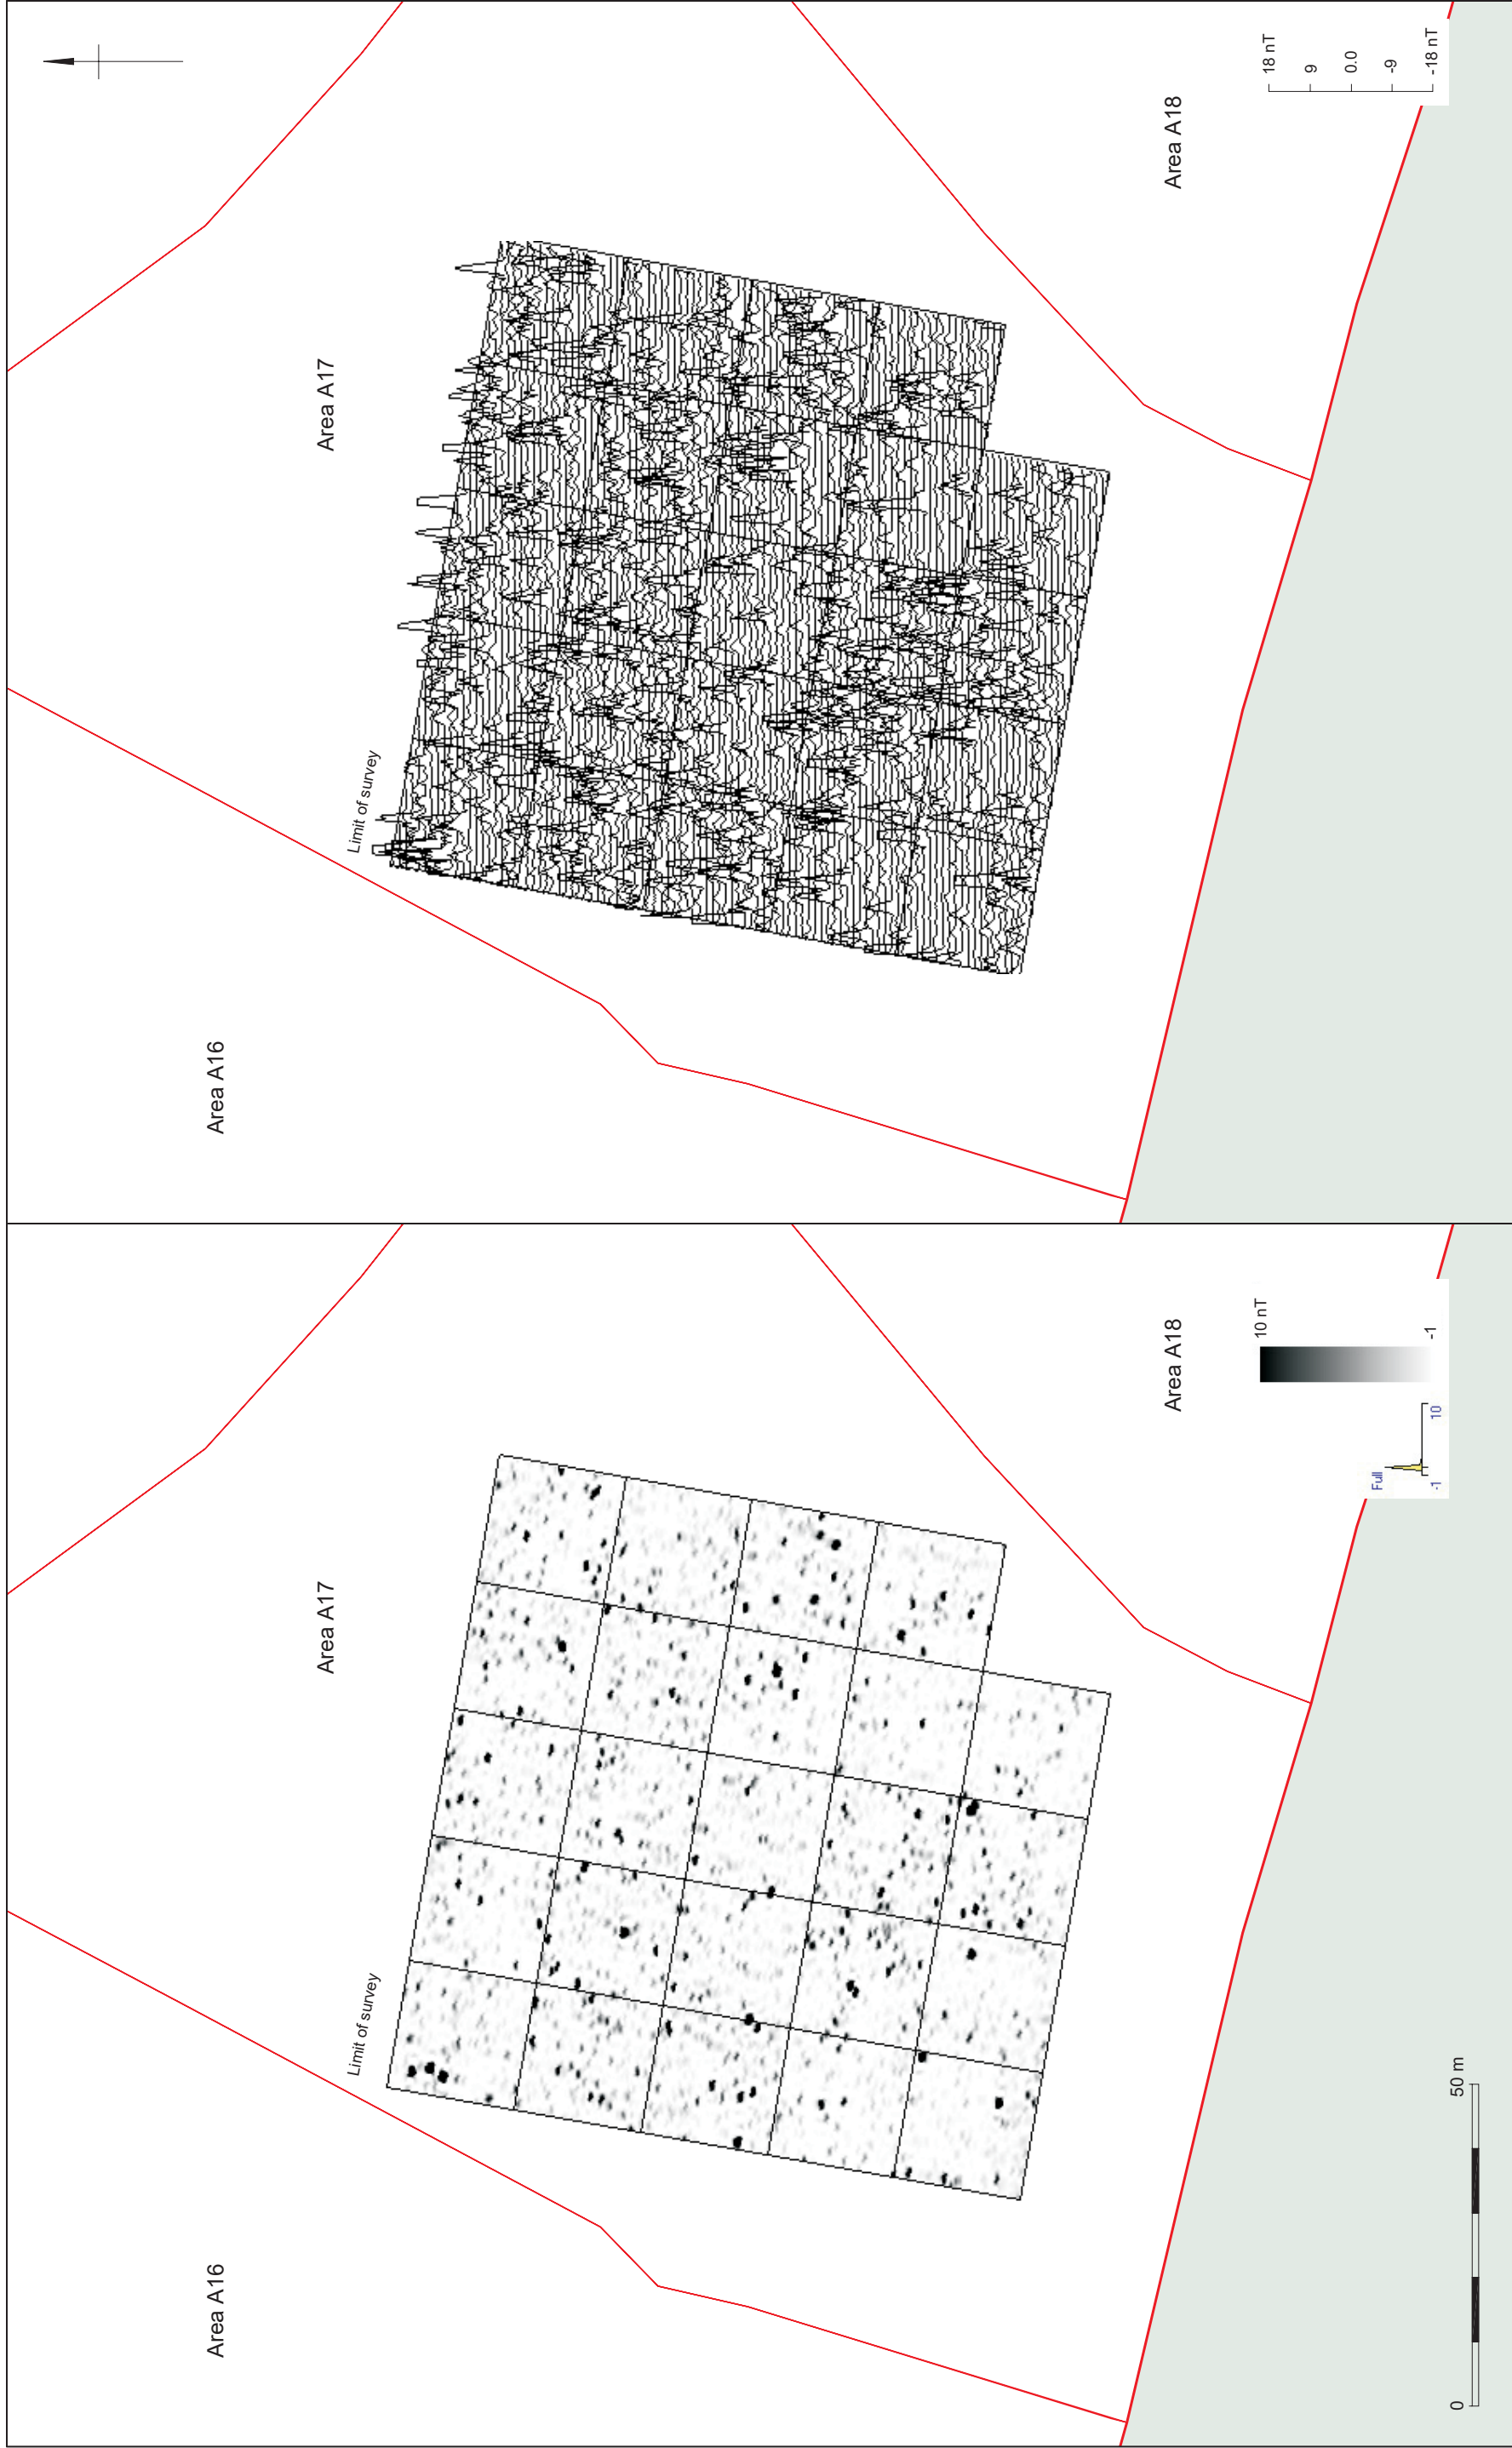 Area A16
Limit of survey
Area A17
Area A18
10 nT
-1
Full
-1
10
0
50 m
Area A16
Limit of survey
Area A17
Area A18
18 nT
9
0.0
-9
-18 nT